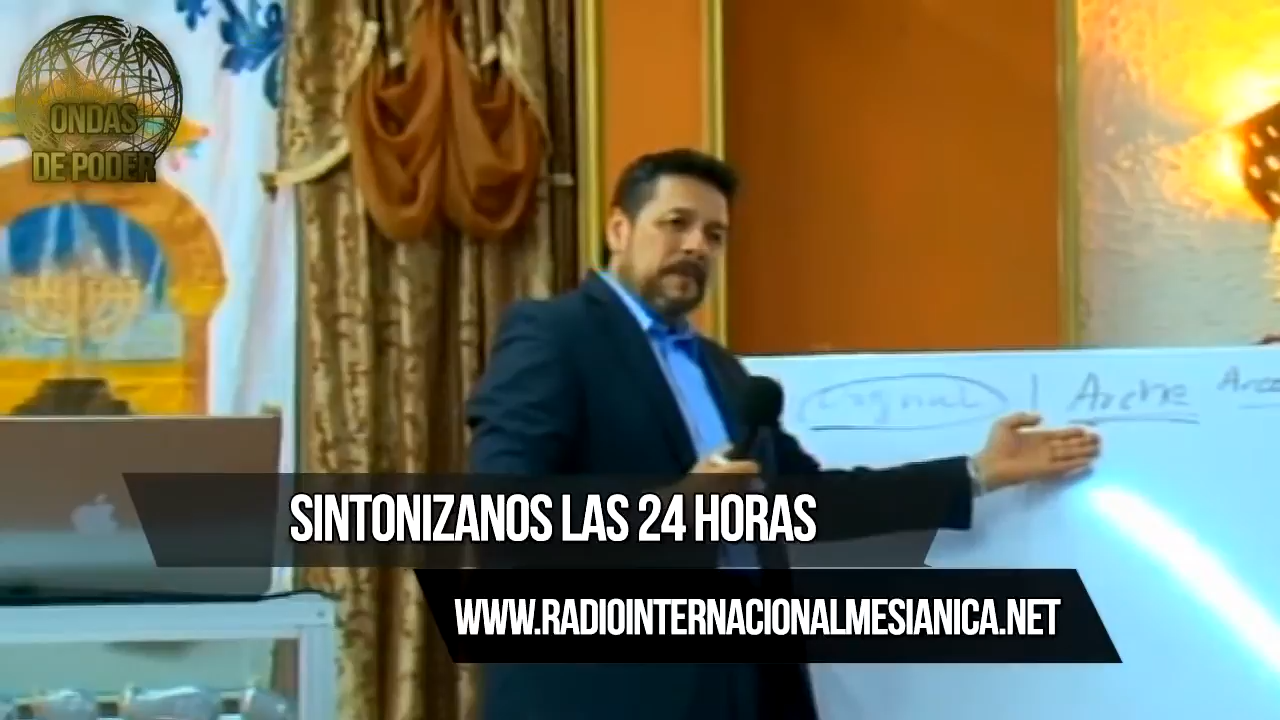 ONDAS
DE PODER
Arche
SINTONIZANOS LAS 24 HORAS
WWW.RADIOINTERNACIONALMESIANICA.NET